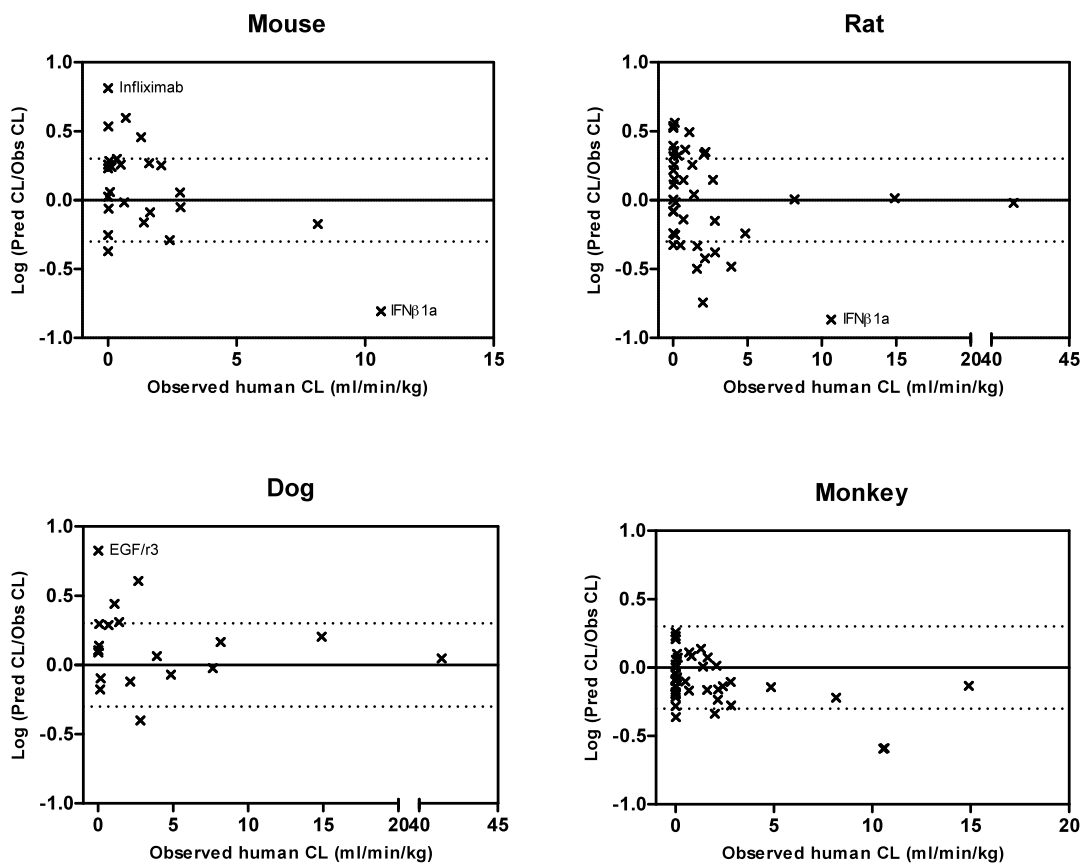 Mouse
Log (Pred CL/Obs CL)
1.0
0.5
0.0
-0.5
-1.0
Infliximab
IFNβ1a
0 5 10 15
Observed human CL (ml/min/kg)
Rat
Log (Pred CL/Obs CL)
1.0
0.5
0.0
-0.5
-1.0
IFNβ1a
0 5 10 15 2040 45
Observed human CL (ml/min/kg)
Dog
Log (Pred CL/Obs CL)
1.0
0.5
0.0
-0.5
-1.0
EGF/r3
0 5 10 15 2040 45
Observed human CL (ml/min/kg)
Monkey
Log (Pred CL/Obs CL)
1.0
0.5
0.0
-0.5
-1.0
0 5 10 15 20
Observed human CL (ml/min/kg)